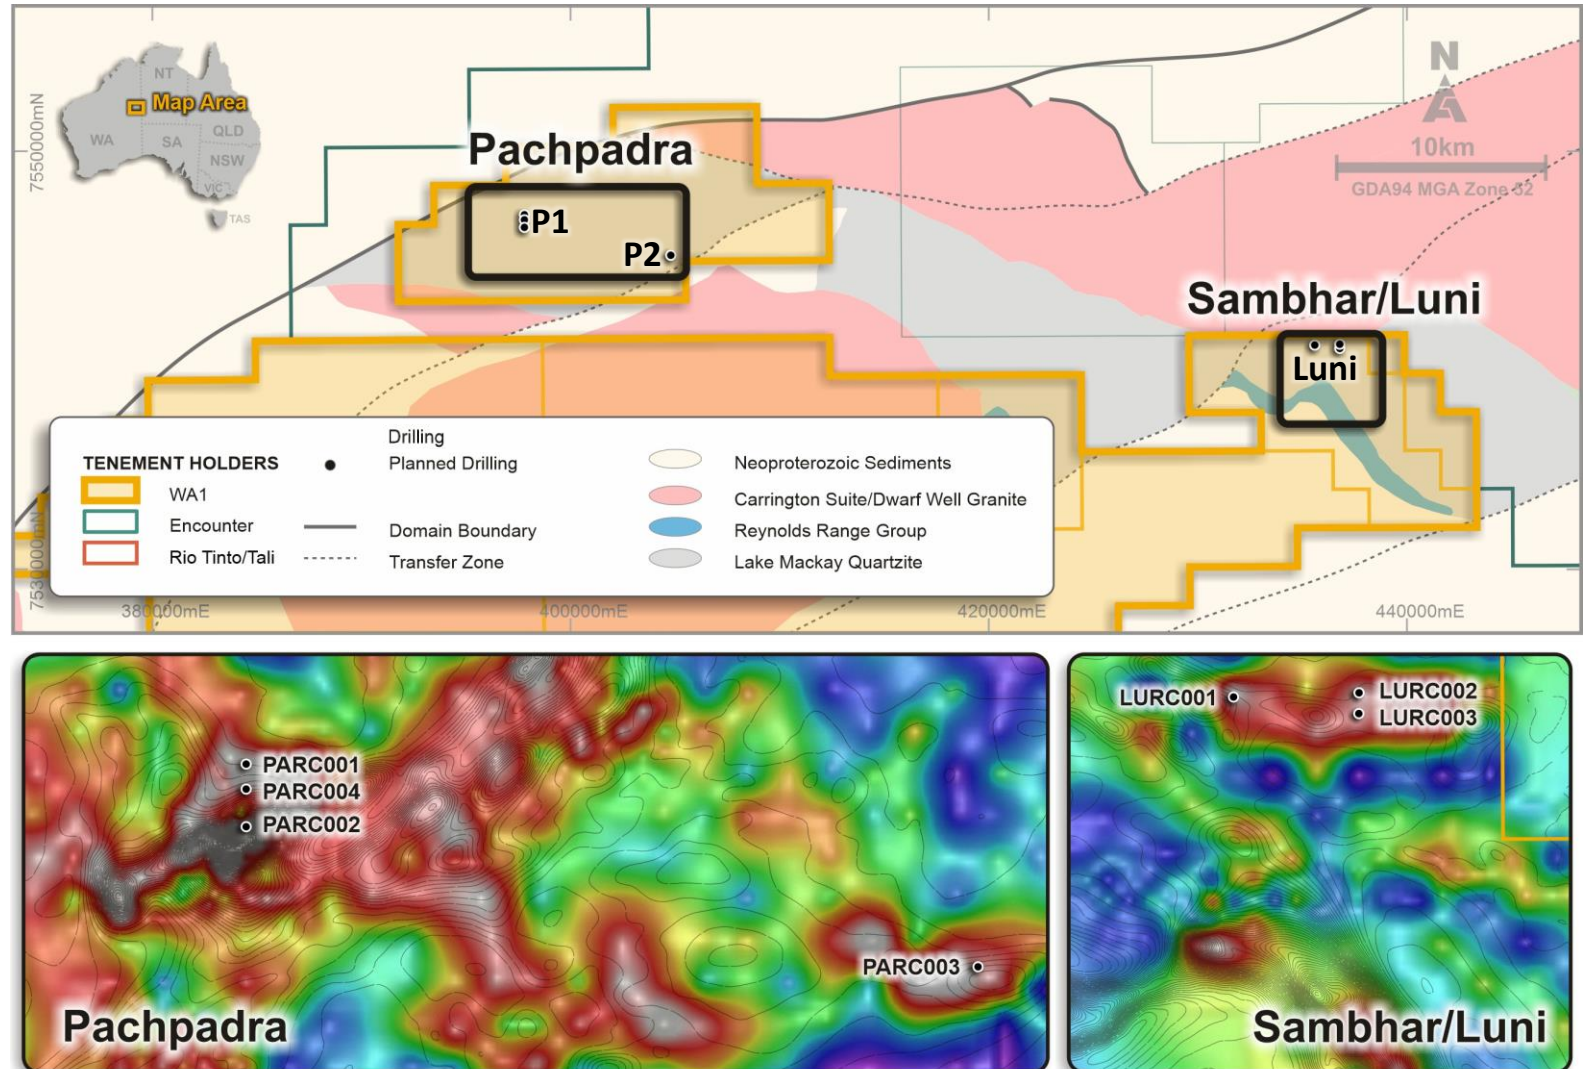 NT
Map Area
WA
SA
QLD
NSW
VIC
TAS
7550000mN
Pachpadra
P1
P2
N
10km
GDA94 MGA Zone 52
Sambhar/Luni
Luni
Drilling
TENEMENT HOLDERS
Planned Drilling
Neoproterozoic Sediments
WA1
Carrington Suite/Dwarf Well Granite
Encounter
Domain Boundary
Reynolds Range Group
Rio Tinto/Tali
Transfer Zone
Lake Mackay Quartzite
7530000mN
380000mE
400000mE
420000mE
440000mE
PARC001
PARC004
PARC002
PARC003
Pachpadra
LURC001
LURC002
LURC003
Sambhar/Luni